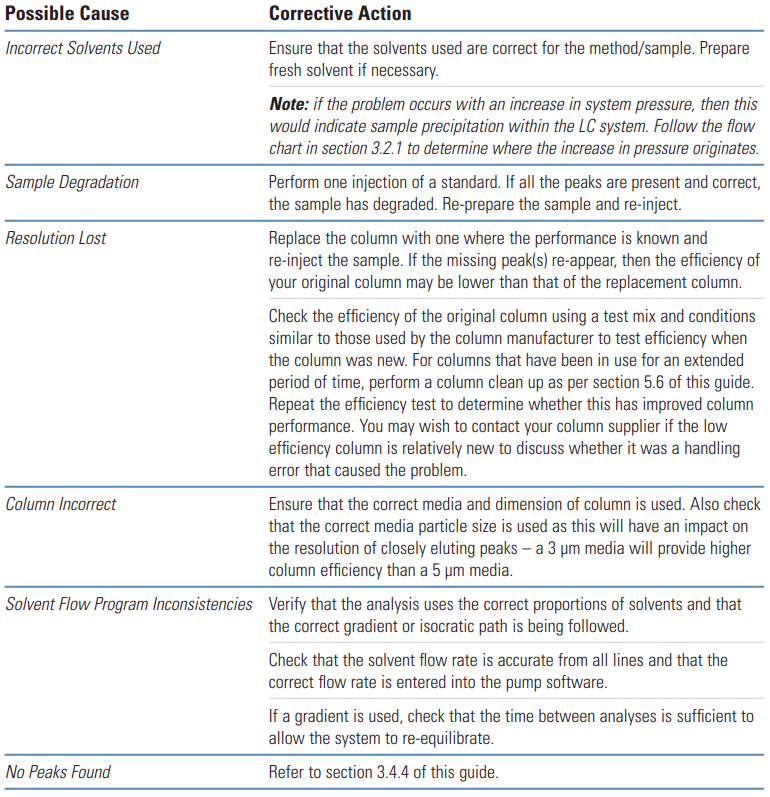 Possible Cause
Corrective Action
Incorrect Solvents Used
Ensure that the solvents used are correct for the method/sample. Prepare
fresh solvent if necessary.
Note: if the problem occurs with an increase in system pressure, then this
would indicate sample precipitation within the LC system. Follow the flow
chart in section 3.2.1 to determine where the increase in pressure originates.
Sample Degradation
Perform one injection of a standard. If all the peaks are present and correct,
the sample has degraded. Re-prepare the sample and re-inject.
Resolution Lost
Replace the column with one where the performance is known and
re-inject the sample. If the missing peak(s) re-appear, then the efficiency of
your original column may be lower than that of the replacement column.
Check the efficiency of the original column using a test mix and conditions
similar to those used by the column manufacturer to test efficiency when
the column was new. For columns that have been in use for an extended
period of time, perform a column clean up as per section 5.6 of this guide.
Repeat the efficiency test to determine whether this has improved column
performance. You may wish to contact your column supplier if the low
efficiency column is relatively new to discuss whether it was a handling
error that caused the problem.
Column Incorrect
Ensure that the correct media and dimension of column is used. Also check
that the correct media particle size is used as this will have an impact on
the resolution of closely eluting peaks – a 3 µm media will provide higher
column efficiency than a 5 µm media.
Solvent Flow Program Inconsistencies
Verify that the analysis uses the correct proportions of solvents and that
the correct gradient or isocratic path is being followed.
Check that the solvent flow rate is accurate from all lines and that the
correct flow rate is entered into the pump software.
If a gradient is used, check that the time between analyses is sufficient to
allow the system to re-equilibrate.
No Peaks Found
Refer to section 3.4.4 of this guide.